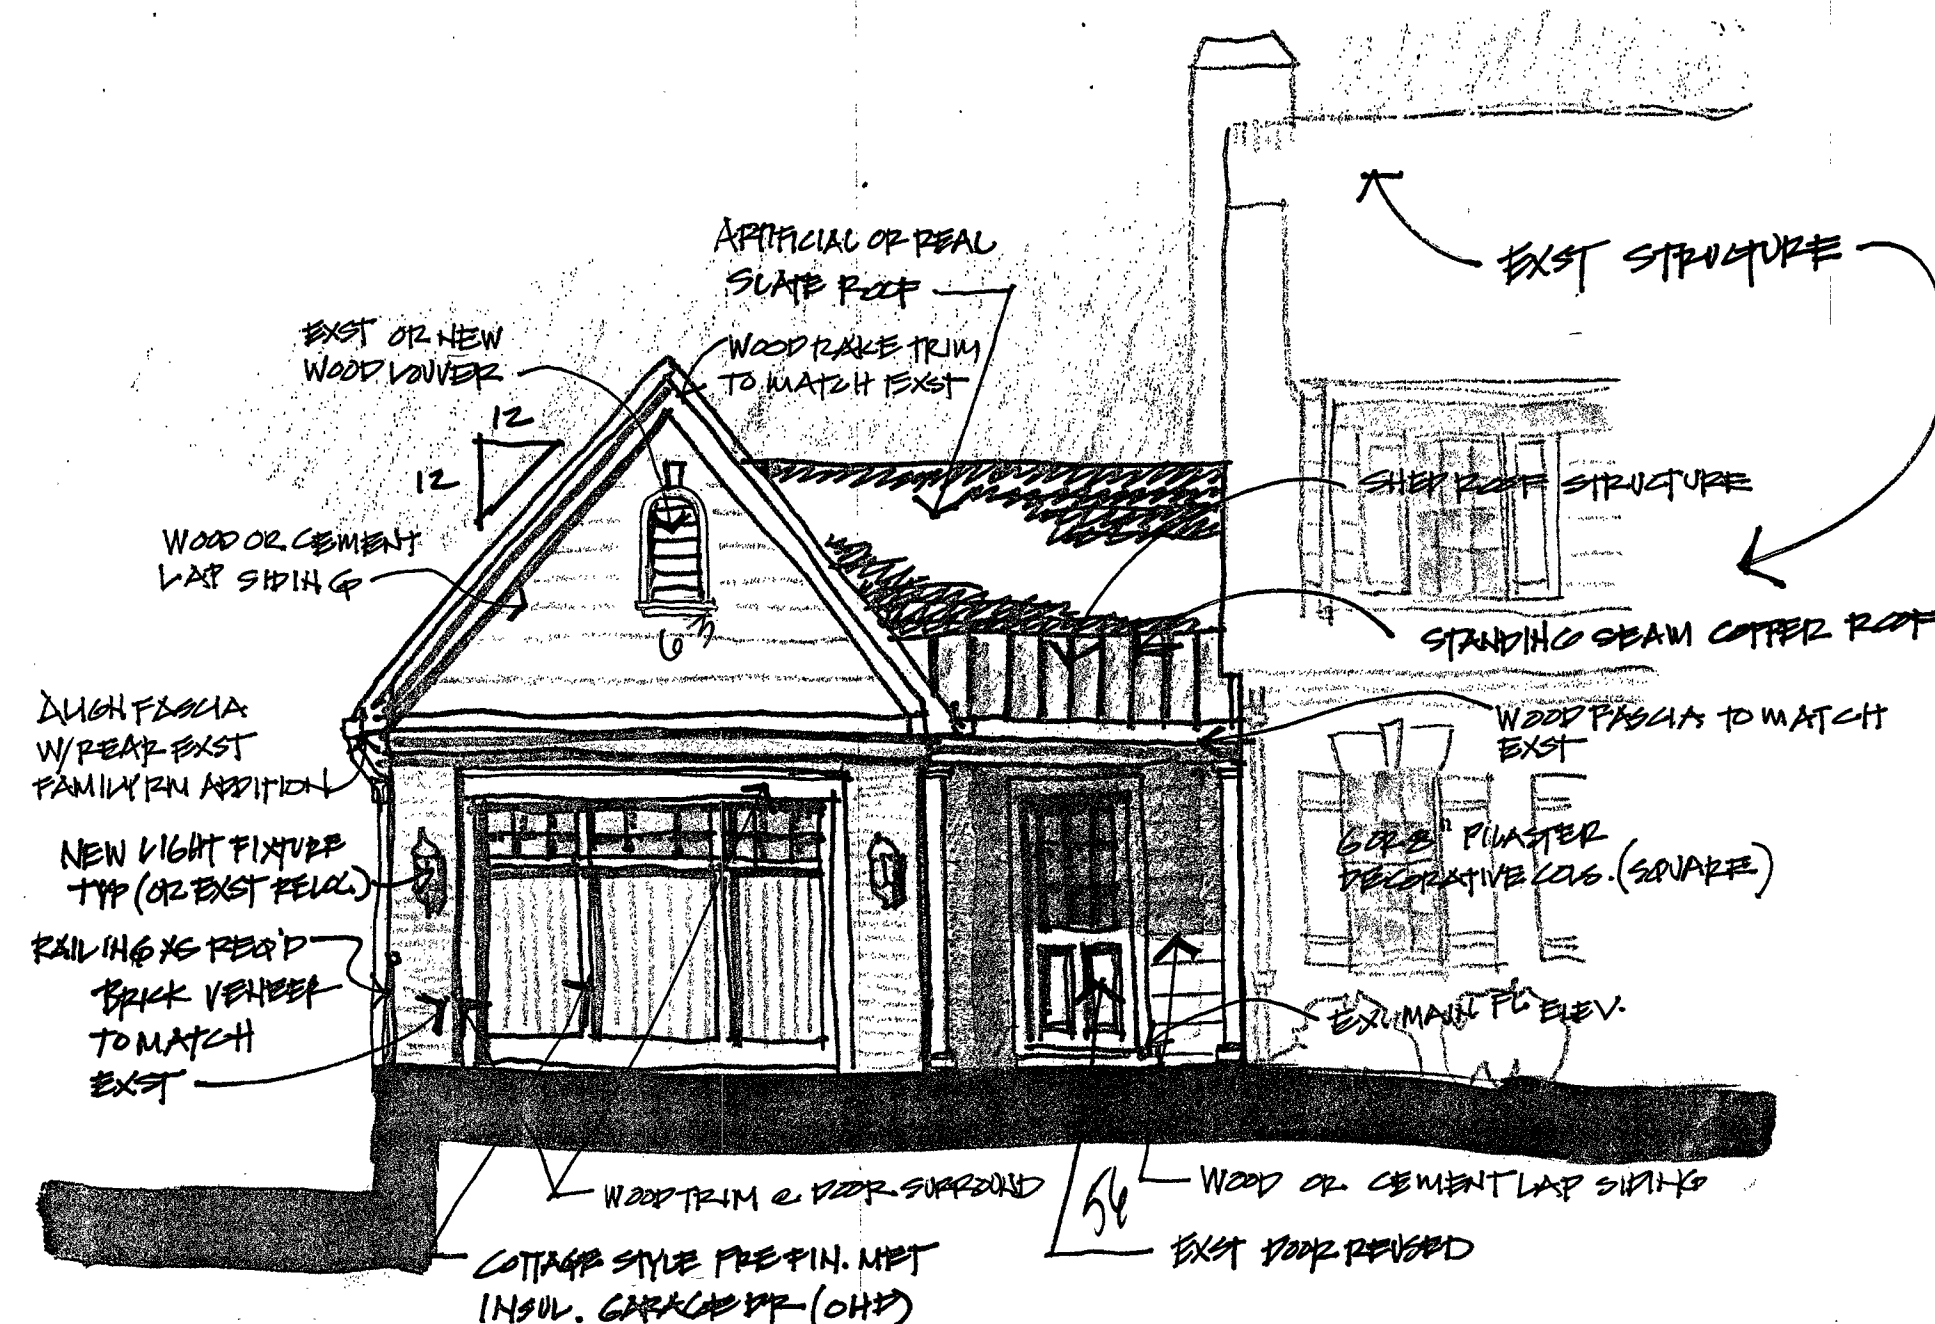 ARTIFICIAL OR REAL
SLATE ROOF
EXST STRUCTURE
EXST OR NEW
WOOD LOUVER
WOOD RAKE TRIM
TO MATCH EXST
12
12
SHED ROOF STRUCTURE
WOOD OR CEMENT
LAP SIDING
STANDING SEAM COPPER ROOF
ALIGN FASCIA
W/REAR EXST
FAMILY RM ADDITION
WOOD FASCIA TO MATCH
EXST
NEW LIGHT FIXTURE
TYP (OR EXST RELOC.)
6 OR 8" PILASTER
DECORATIVE COLS. (SQUARE)
RAILING AS REQ'D
BRICK VENEER
TO MATCH
EXST
EX. MAIN FL ELEV.
WOOD TRIM @ DOOR SURROUND
56
WOOD OR CEMENT LAP SIDING
EXST DOOR REUSED
COTTAGE STYLE PREFIN. MET
INSUL. GARAGE DR (OHD)